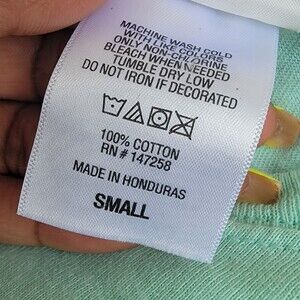 MACHINE WASH COLD
WITH LIKE COLORS
ONLY NON-CHLORINE
BLEACH WHEN NEEDED
TUMBLE DRY LOW
DO NOT IRON IF DECORATED
100% COTTON
RN # 147258
MADE IN HONDURAS
SMALL